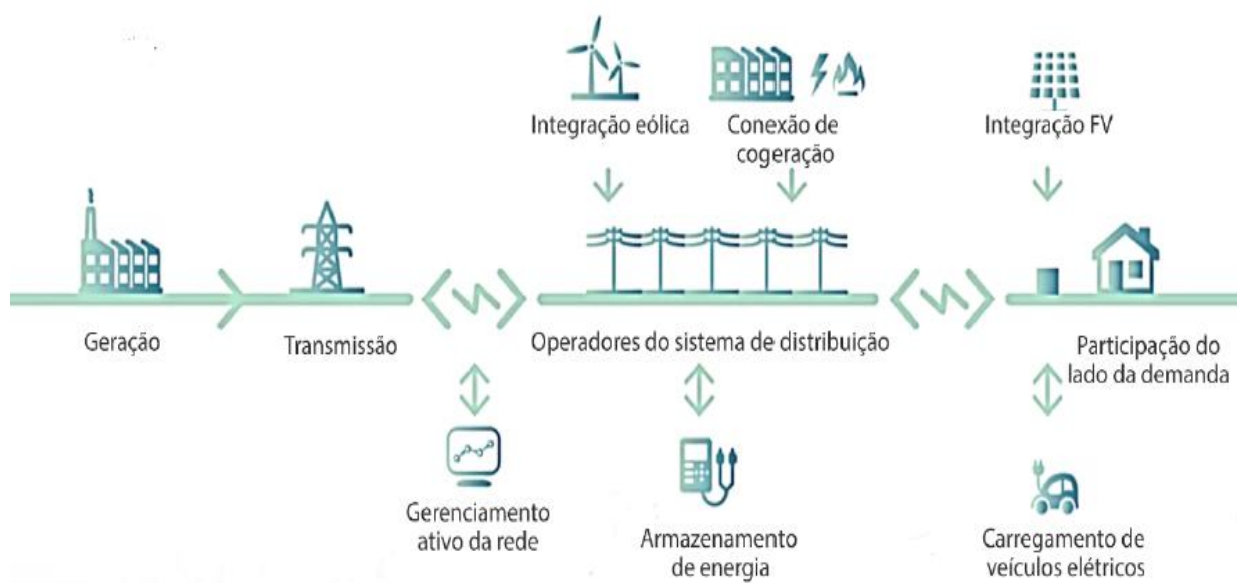 Integração eólica
Conexão de
cogeração
Integração FV
Geração
Transmissão
Operadores do sistema de distribuição
Participação do
lado da demanda
Gerenciamento
ativo da rede
Armazenamento
de energia
Carregamento de
veículos elétricos